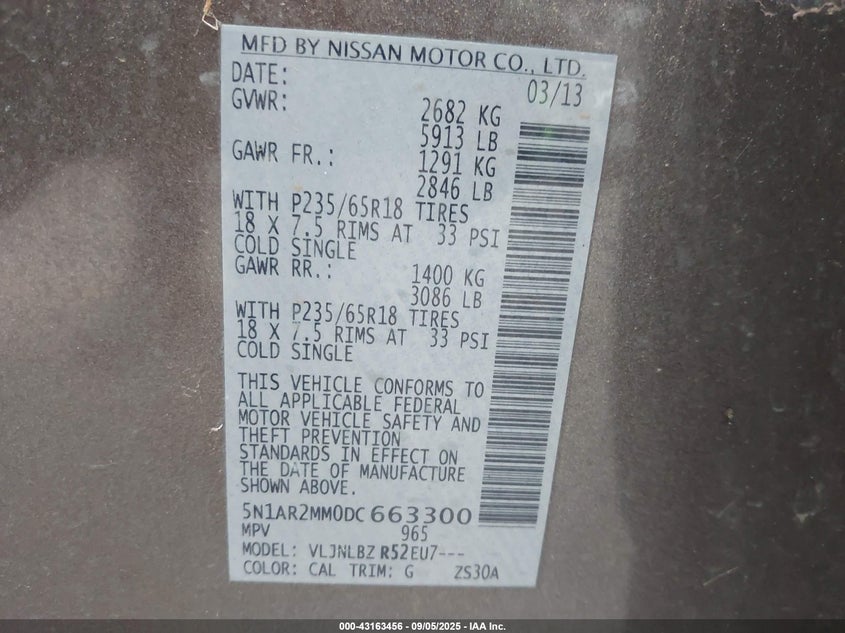 MFD BY NISSAN MOTOR CO., LTD.
DATE: 03/13
GVWR: 2682 KG
5913 LB
GAWR FR.: 1291 KG
2846 LB
WITH P235/65R18 TIRES
18 X 7.5 RIMS AT 33 PSI
COLD SINGLE
GAWR RR.: 1400 KG
3086 LB
WITH P235/65R18 TIRES
18 X 7.5 RIMS AT 33 PSI
COLD SINGLE
THIS VEHICLE CONFORMS TO
ALL APPLICABLE FEDERAL
MOTOR VEHICLE SAFETY AND
THEFT PREVENTION
STANDARDS IN EFFECT ON
THE DATE OF MANUFACTURE
SHOWN ABOVE.
5N1AR2MM0DC663300
MPV 965
MODEL: VLJNLBZ R52EU7---
COLOR: CAL TRIM: G ZS30A
000-43163456 - 09/05/2025 - IAA Inc.